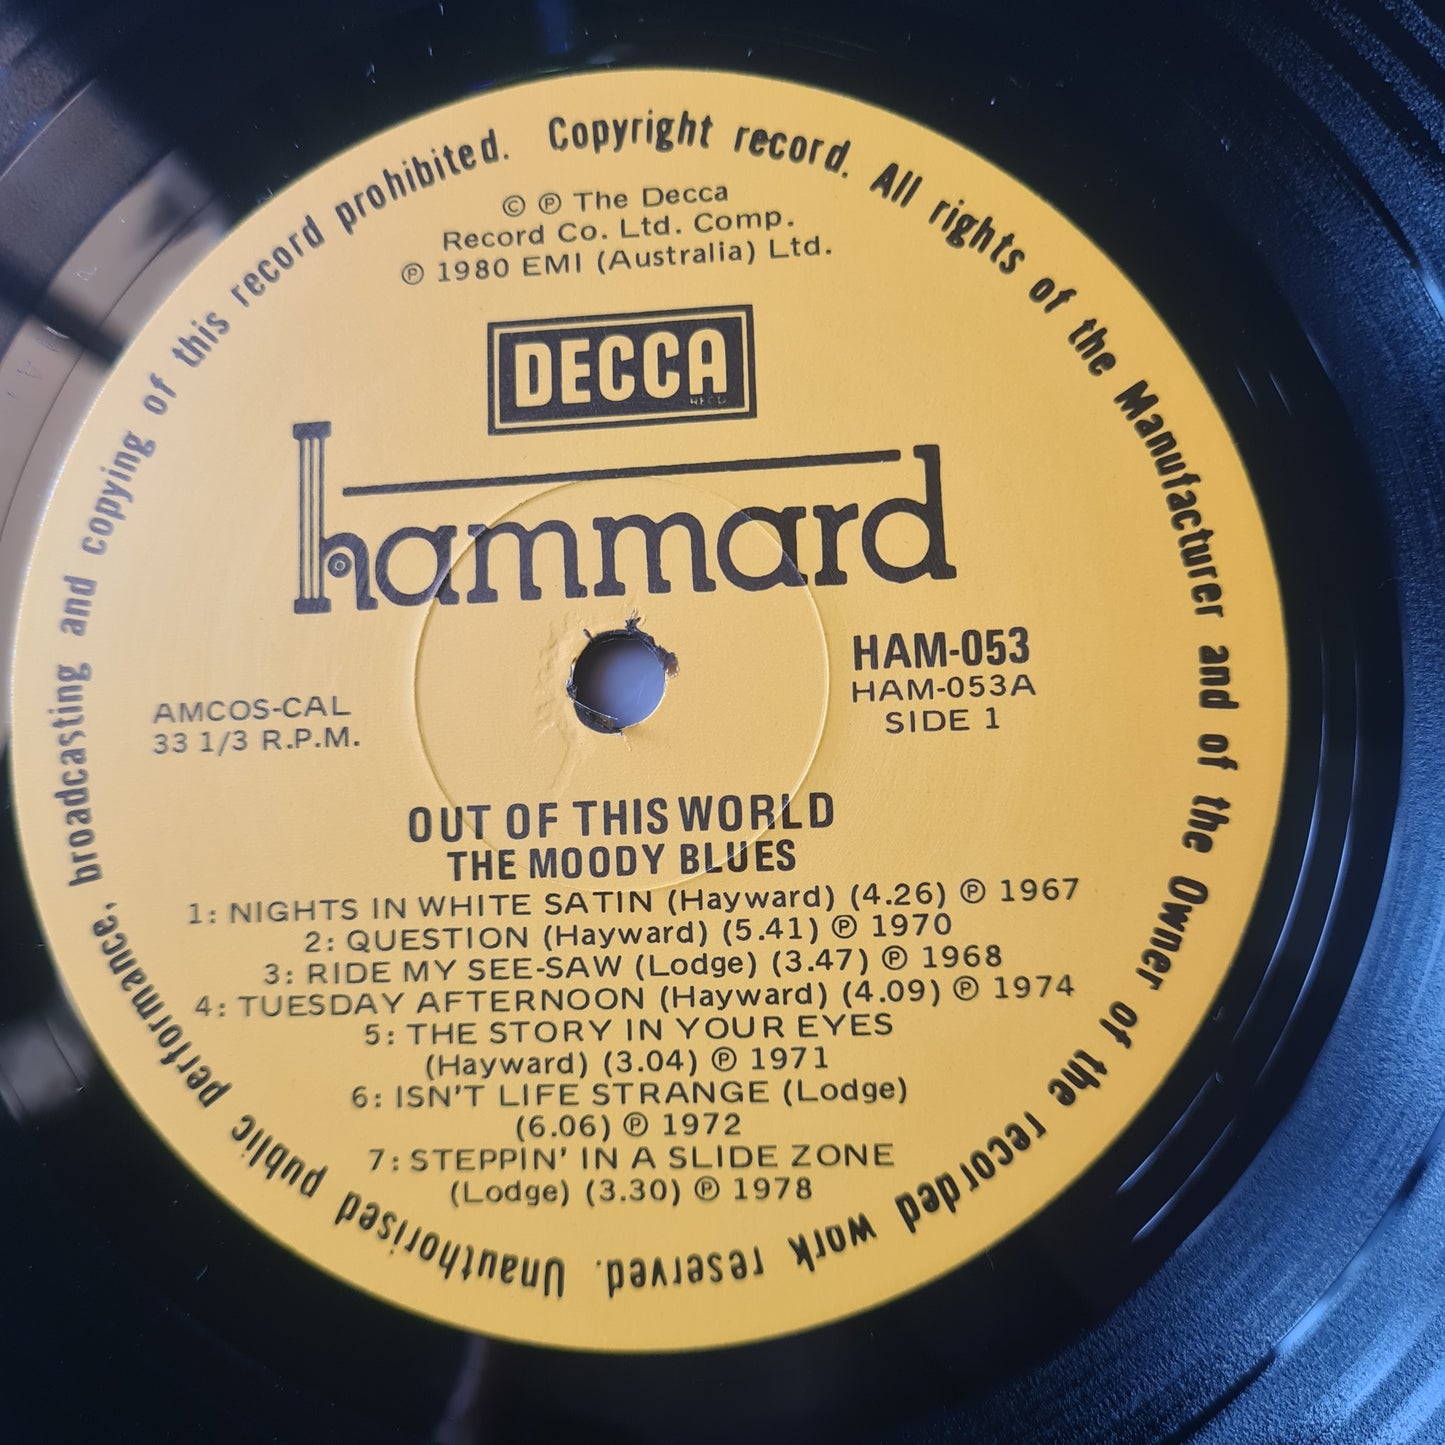 Copyright record. All rights of the Manufacturer and of the Owner of the recorded work reserved. Unauthorised public performance, broadcasting and copying of this record prohibited.
© ℗ The Decca
Record Co. Ltd. Comp.
℗ 1980 EMI (Australia) Ltd.
DECCA
hammard
HAM-053
HAM-053A
SIDE 1
AMCOS-CAL
33 1/3 R.P.M.
OUT OF THIS WORLD
THE MOODY BLUES
1: NIGHTS IN WHITE SATIN (Hayward) (4.26) ℗ 1967
2: QUESTION (Hayward) (5.41) ℗ 1970
3: RIDE MY SEE-SAW (Lodge) (3.47) ℗ 1968
4: TUESDAY AFTERNOON (Hayward) (4.09) ℗ 1974
5: THE STORY IN YOUR EYES
(Hayward) (3.04) ℗ 1971
6: ISN'T LIFE STRANGE (Lodge)
(6.06) ℗ 1972
7: STEPPIN' IN A SLIDE ZONE
(Lodge) (3.30) ℗ 1978